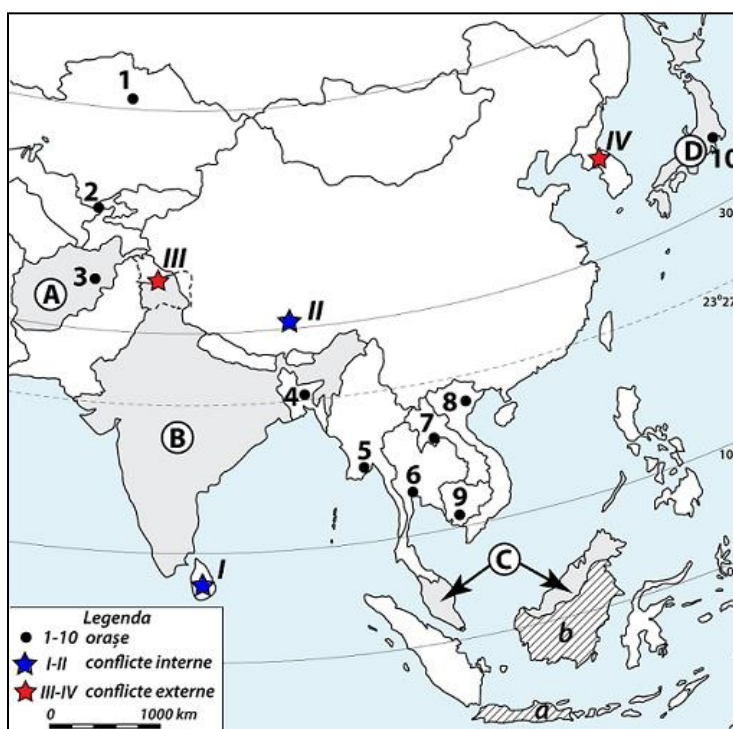 1
IV
D
10
2
30
III
3
A
II
23°27
4
8
B
7
5
6
9
10
I
C
0
Legenda
1-10 orașe
I-II conflicte interne
III-IV conflicte externe
0 1000 km
b
a